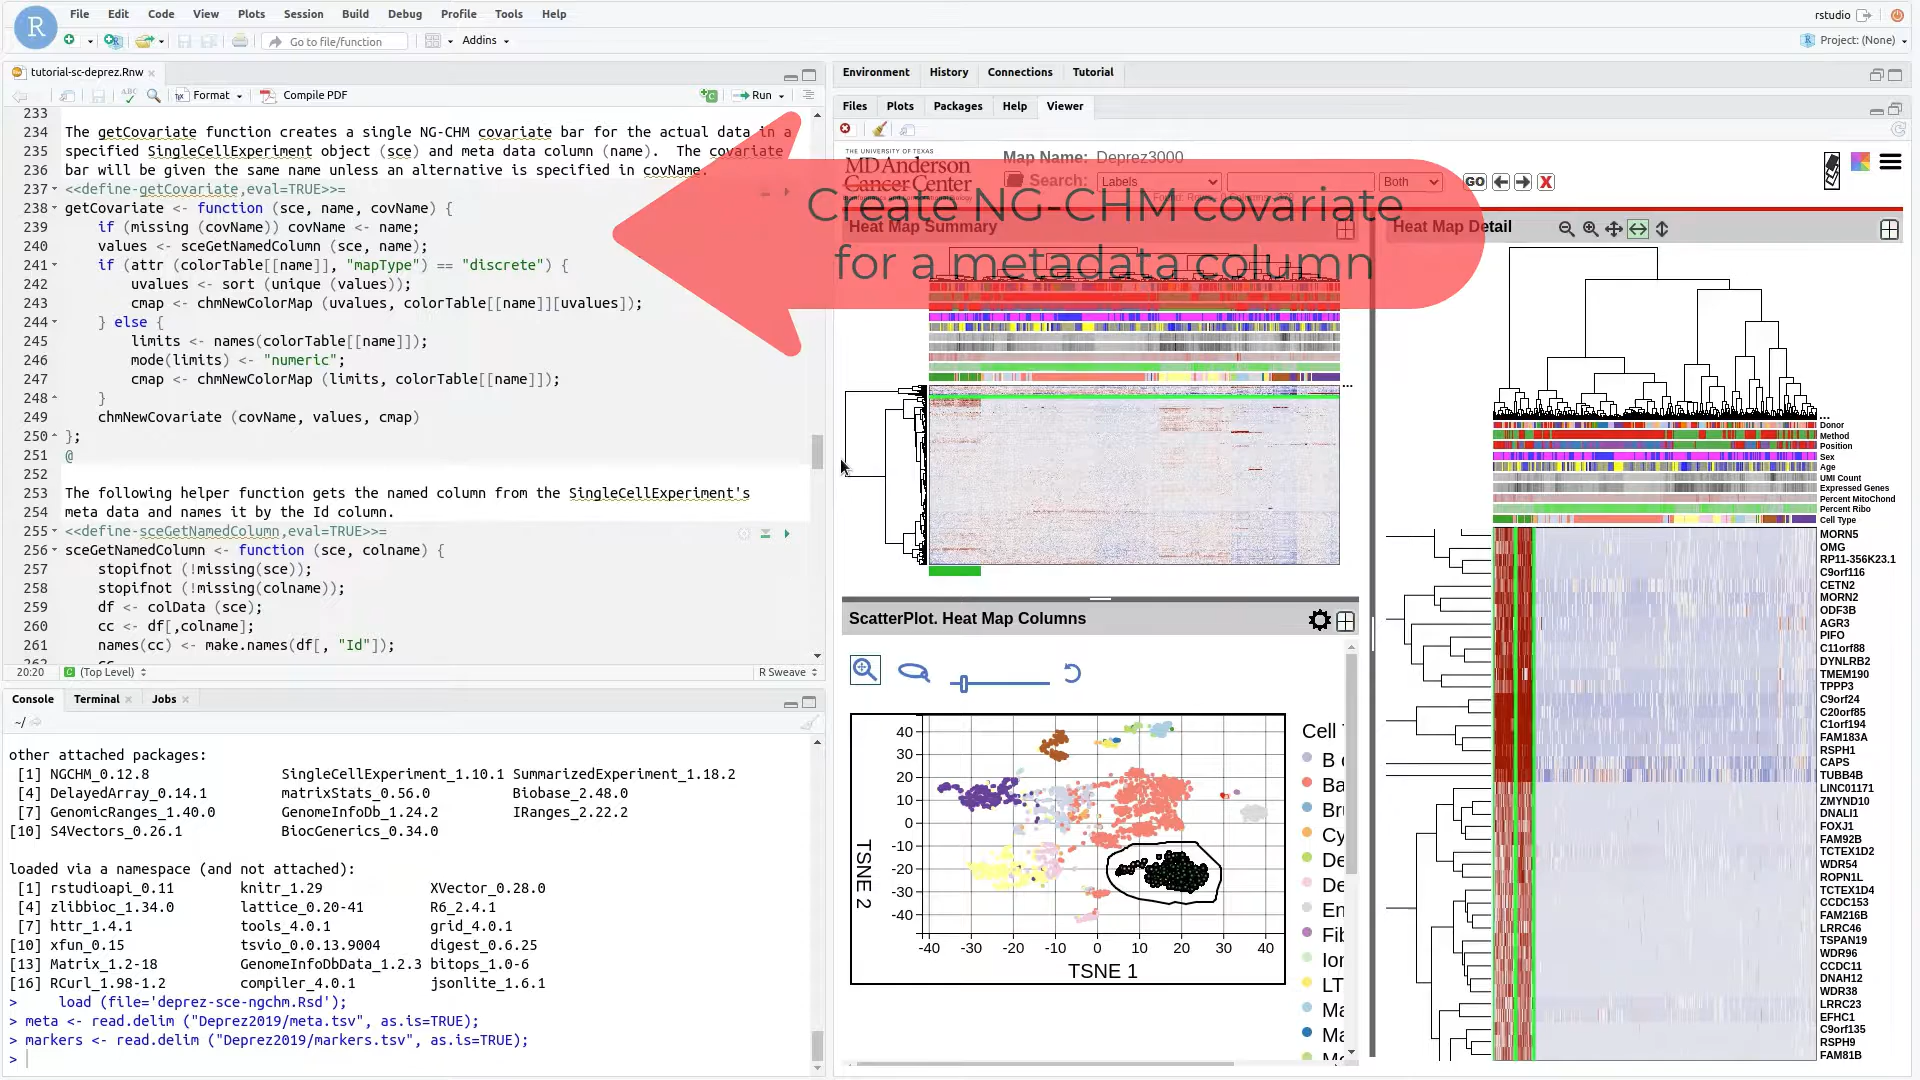 File Edit Code View Plots Session Build Debug Profile Tools Help
rstudio
Go to file/function
Addins
Project: (None)
tutorial-sc-deprez.Rnw
Format
Compile PDF
Run
233
234 The getCovariate function creates a single NG-CHM covariate bar for the actual data in a
235 specified SingleCellExperiment object (sce) and meta data column (name).  The covariate
236 bar will be given the same name unless an alternative is specified in covName.
237 <<define-getCovariate,eval=TRUE>>=
238 getCovariate <- function (sce, name, covName) {
239     if (missing (covName)) covName <- name;
240     values <- sceGetNamedColumn (sce, name);
241     if (attr (colorTable[[name]], "mapType") == "discrete") {
242         uvalues <- sort (unique (values));
243         cmap <- chmNewColorMap (uvalues, colorTable[[name]][uvalues]);
244     } else {
245         limits <- names(colorTable[[name]]);
246         mode(limits) <- "numeric";
247         cmap <- chmNewColorMap (limits, colorTable[[name]]);
248     }
249     chmNewCovariate (covName, values, cmap)
250 };
251 @
252
253 The following helper function gets the named column from the SingleCellExperiment's
254 meta data and names it by the Id column.
255 <<define-sceGetNamedColumn,eval=TRUE>>=
256 sceGetNamedColumn <- function (sce, colname) {
257     stopifnot (!missing(sce));
258     stopifnot (!missing(colname));
259     df <- colData (sce);
260     cc <- df[,colname];
261     names(cc) <- make.names(df[, "Id"]);
20:20 (Top Level) R Sweave
Console Terminal Jobs
~/
other attached packages:
[1] NGCHM_0.12.8 SingleCellExperiment_1.10.1 SummarizedExperiment_1.18.2
[4] DelayedArray_0.14.1 matrixStats_0.56.0 Biobase_2.48.0
[7] GenomicRanges_1.40.0 GenomeInfoDb_1.24.2 IRanges_2.22.2
[10] S4Vectors_0.26.1 BiocGenerics_0.34.0
loaded via a namespace (and not attached):
[1] rstudioapi_0.11 knitr_1.29 XVector_0.28.0
[4] zlibbioc_1.34.0 lattice_0.20-41 R6_2.4.1
[7] httr_1.4.1 tools_4.0.1 grid_4.0.1
[10] xfun_0.15 tsvio_0.0.13.9004 digest_0.6.25
[13] Matrix_1.2-18 GenomeInfoDbData_1.2.3 bitops_1.0-6
[16] RCurl_1.98-1.2 compiler_4.0.1 jsonlite_1.6.1
>     load (file='deprez-sce-ngchm.Rsd');
> meta <- read.delim ("Deprez2019/meta.tsv", as.is=TRUE);
> markers <- read.delim ("Deprez2019/markers.tsv", as.is=TRUE);
>
Environment History Connections Tutorial
Files Plots Packages Help Viewer
THE UNIVERSITY OF TEXAS
MD Anderson
Cancer Center
Map Name: Deprez3000
Search: Labels Both GO X
Create NG-CHM covariate
for a metadata column
Heat Map Summary
Heat Map Detail
...
...
Donor
Method
Position
Sex
Age
UMI Count
Expressed Genes
Percent MitoChond
Percent Ribo
Cell Type
MORN5
OMG
RP11-356K23.1
C9orf116
CETN2
MORN2
ODF3B
AGR3
PIFO
C11orf88
DYNLRB2
TMEM190
TPPP3
C9orf24
C20orf85
C1orf194
FAM183A
RSPH1
CAPS
TUBB4B
LINC01171
ZMYND10
DNALI1
FOXJ1
FAM92B
TCTEX1D2
WDR54
ROPN1L
TCTEX1D4
CCDC153
FAM216B
LRRC46
TSPAN19
WDR96
CCDC11
DNAH12
WDR38
LRRC23
EFHC1
C9orf135
RSPH9
FAM81B
ScatterPlot. Heat Map Columns
40
30
20
10
0
-10
-20
-30
-40
TSNE 2
-40 -30 -20 -10 0 10 20 30 40
TSNE 1
Cell
B
Ba
Br
Cy
De
De
En
Fib
Ior
LT
Ma
Ma